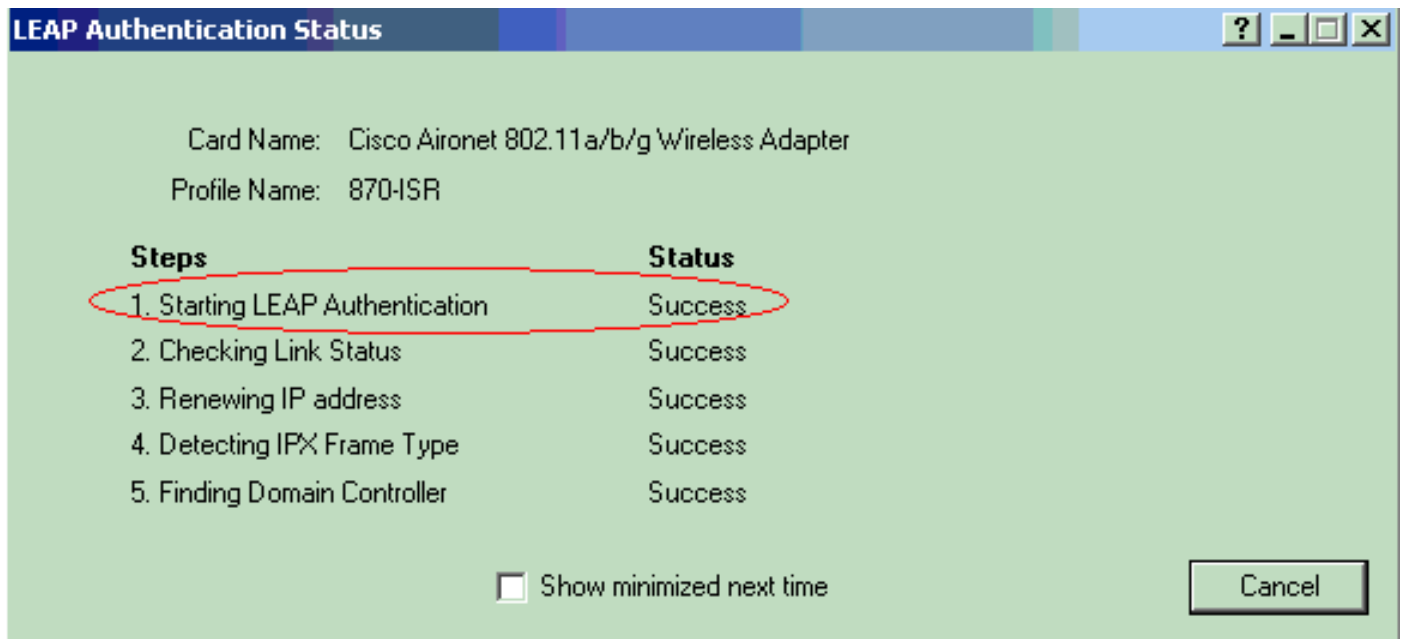 LEAP Authentication Status
Card Name: Cisco Aironet 802.11a/b/g Wireless Adapter
Profile Name: 870-ISR
Steps Status
1. Starting LEAP Authentication Success
2. Checking Link Status Success
3. Renewing IP address Success
4. Detecting IPX Frame Type Success
5. Finding Domain Controller Success
Show minimized next time
Cancel